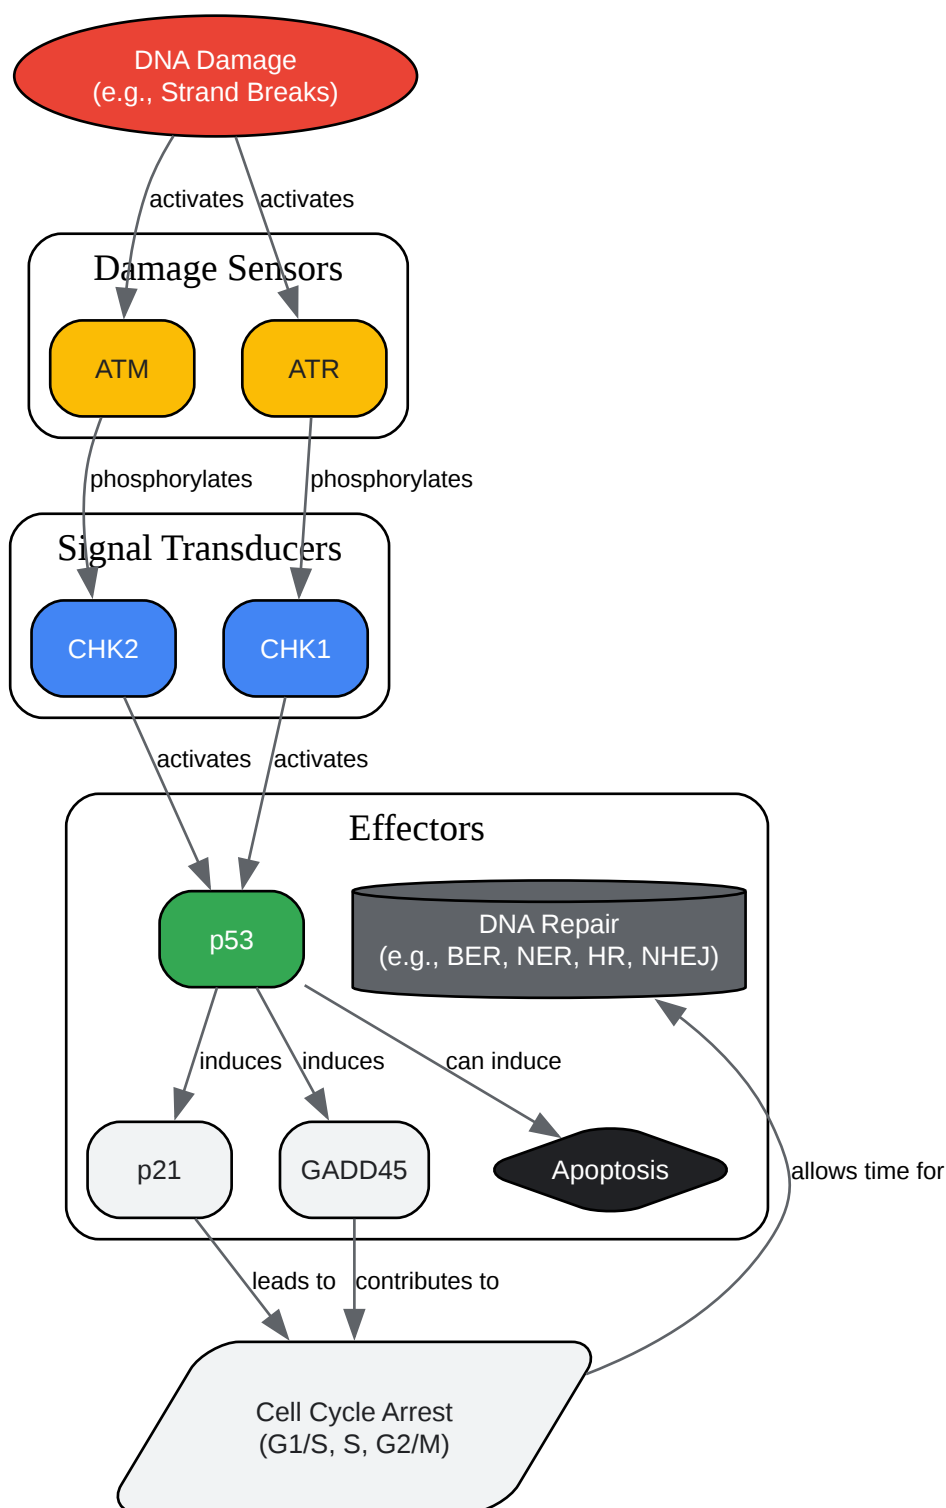 DNA Damage
(e.g., Strand Breaks)
activates
activates
Damage Sensors
ATM
ATR
phosphorylates
phosphorylates
Signal Transducers
CHK2
CHK1
activates
activates
Effectors
p53
DNA Repair
(e.g., BER, NER, HR, NHEJ)
induces
induces
can induce
p21
GADD45
Apoptosis
allows time for
leads to
contributes to
Cell Cycle Arrest
(G1/S, S, G2/M)